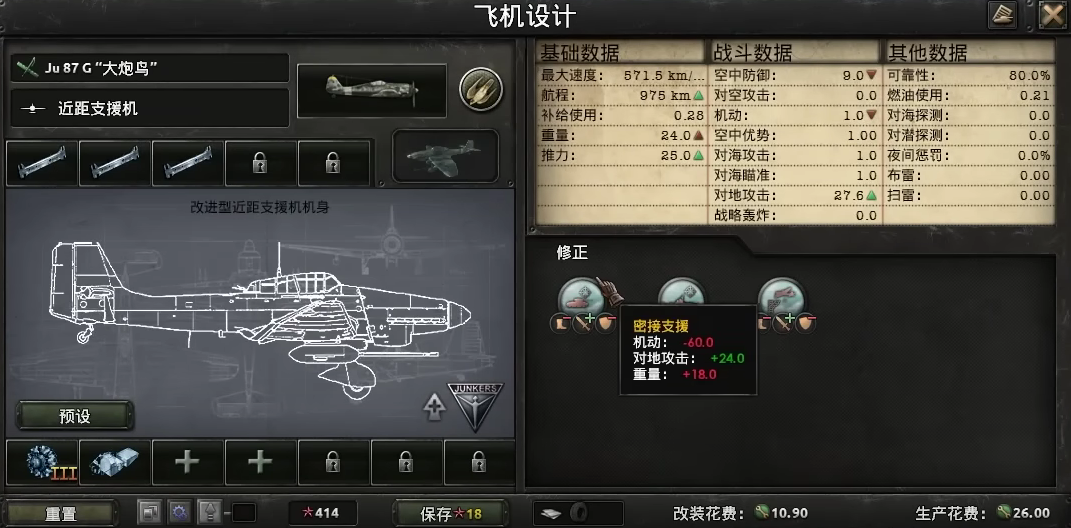 飞机设计
Ju 87 G “大炮鸟”
近距支援机
改进型近距支援机机身
预设
JUNKERS
III
重置
414
保存 18
基础数据
最大速度: 571.5 km/...
航程: 975 km
补给使用: 0.28
重量: 24.0
推力: 25.0
战斗数据
空中防御: 9.0
对空攻击: 0.0
机动: 1.0
空中优势: 1.00
对海攻击: 1.0
对海瞄准: 1.0
对地攻击: 27.6
战略轰炸: 0.0
其他数据
可靠性: 80.0%
燃油使用: 0.21
对海探测: 0.0
对潜探测: 0.0
夜间惩罚: 0.0%
布雷: 0.00
扫雷: 0.00
修正
密接支援
机动: -60.0
对地攻击: +24.0
重量: +18.0
改装花费: 10.90
生产花费: 26.00